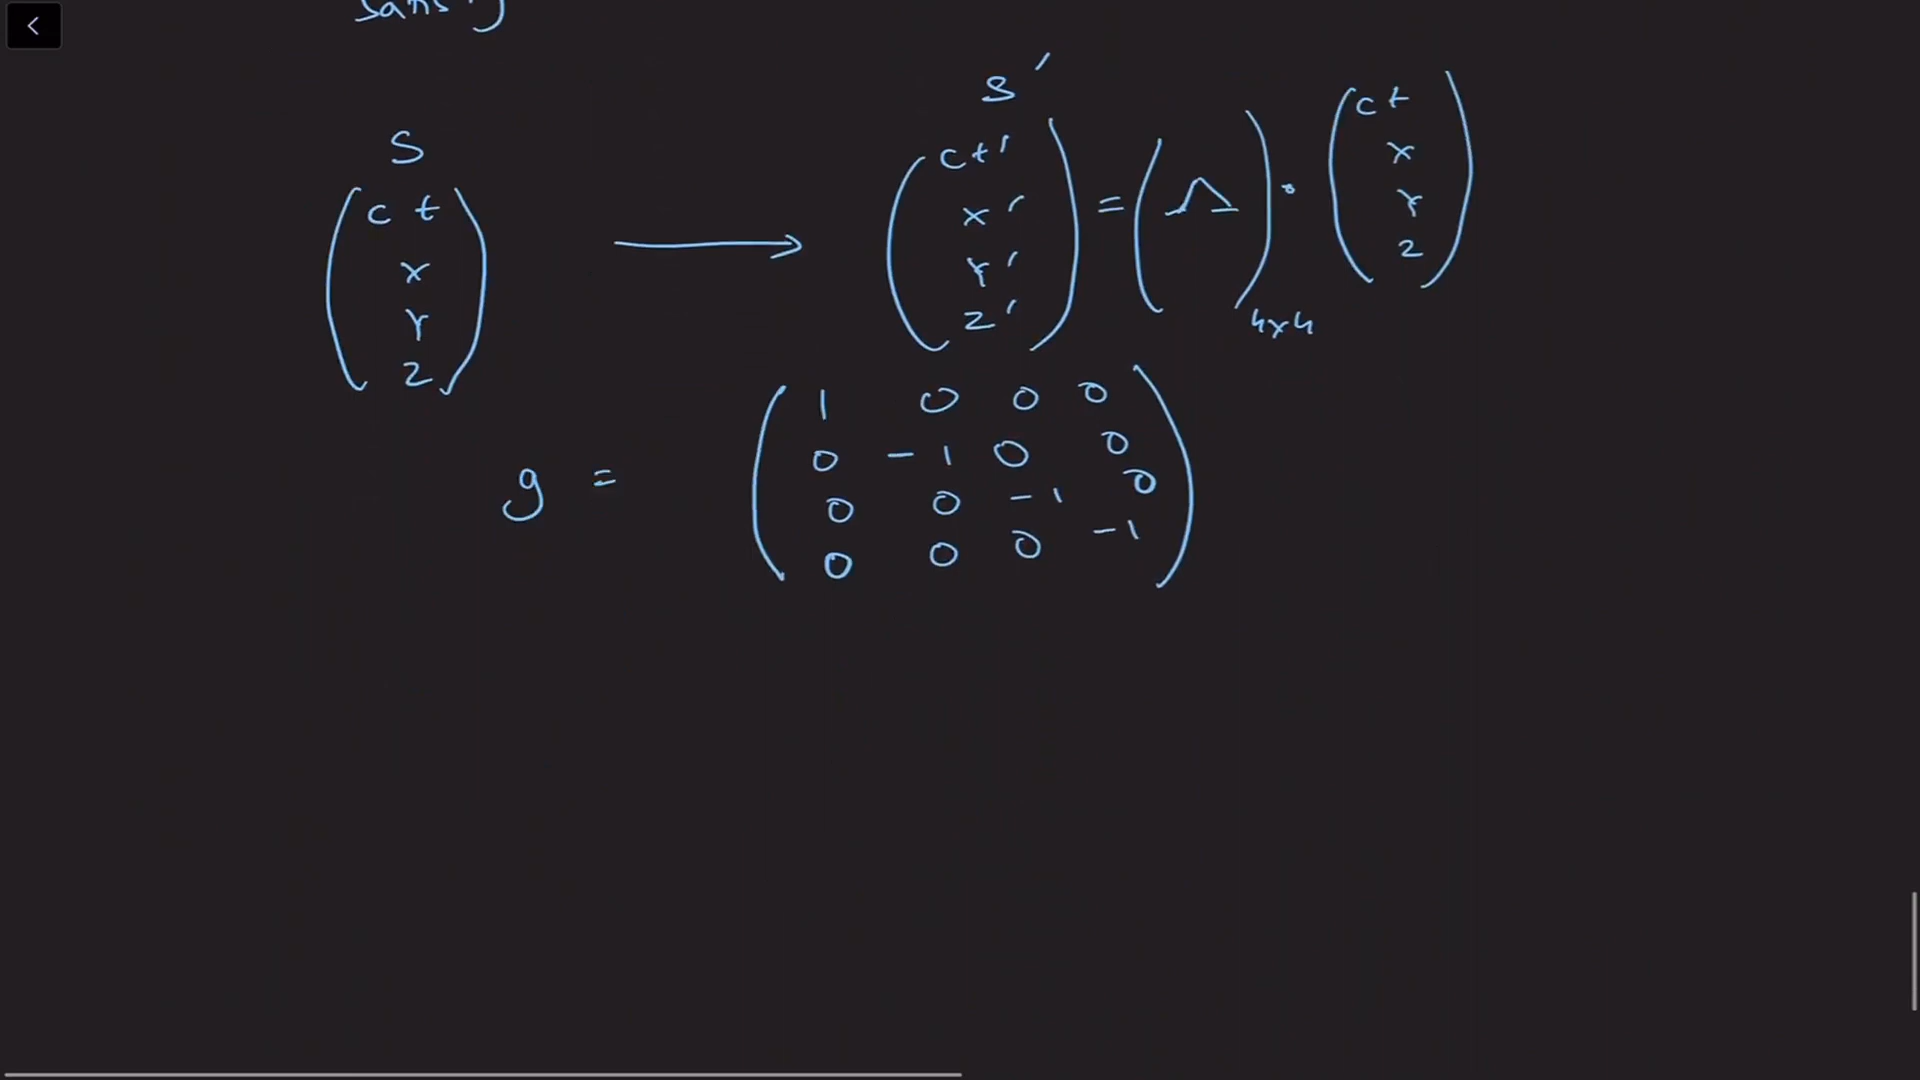 S
( c t
x
Y
z )
→
S'
( ct'
x'
Y'
z' ) = ( Λ )4x4 · ( ct
x
Y
z )
g = ( 1 0 0 0
0 -1 0 0
0 0 -1 0
0 0 0 -1 )